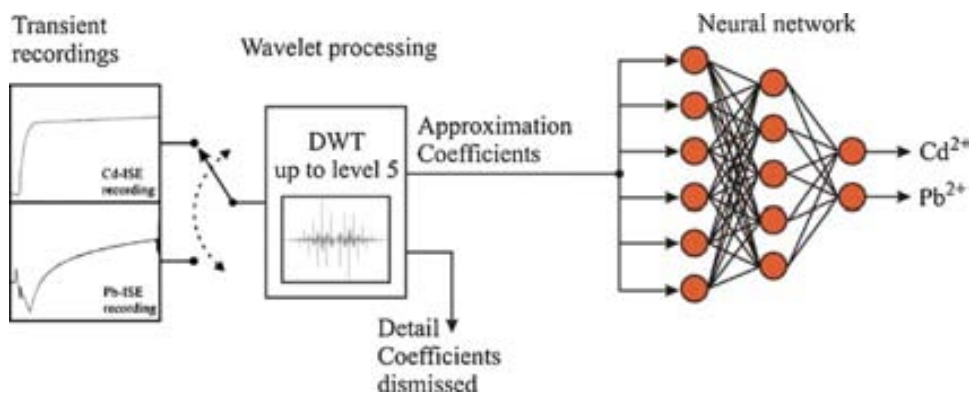 Transient
recordings
Cd-ISE
recording
Pb-ISE
recording
Wavelet processing
DWT
up to level 5
Approximation
Coefficients
Detail
Coefficients
dismissed
Neural network
Cd²⁺
Pb²⁺